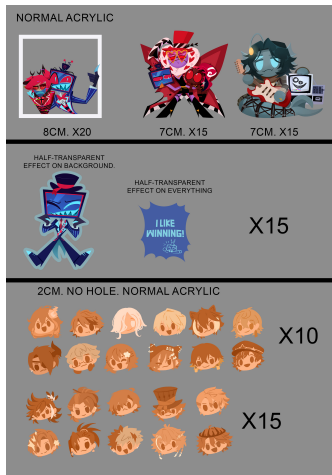 NORMAL ACRYLIC
8CM. X20
7CM. X15
7CM. X15
HALF-TRANSPARENT
EFFECT ON BACKGROUND.
HALF-TRANSPARENT
EFFECT ON EVERYTHING
I LIKE
WINNING!
X15
2CM. NO HOLE. NORMAL ACRYLIC
X10
X15